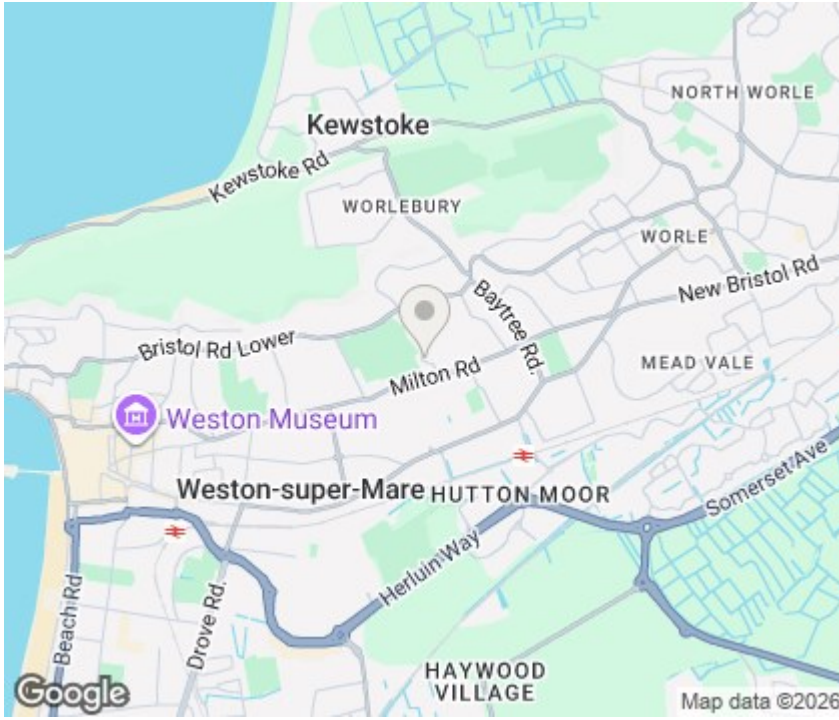 NORTH WORLE
Kewstoke
Kewstoke Rd
WORLEBURY
WORLE
New Bristol Rd
Baytree Rd.
Bristol Rd Lower
Milton Rd
MEAD VALE
Weston Museum
Weston-super-Mare
HUTTON MOOR
Somerset Ave
Herluin Way
Beach Rd
Drove Rd.
HAYWOOD
VILLAGE
Google
Map data ©2026